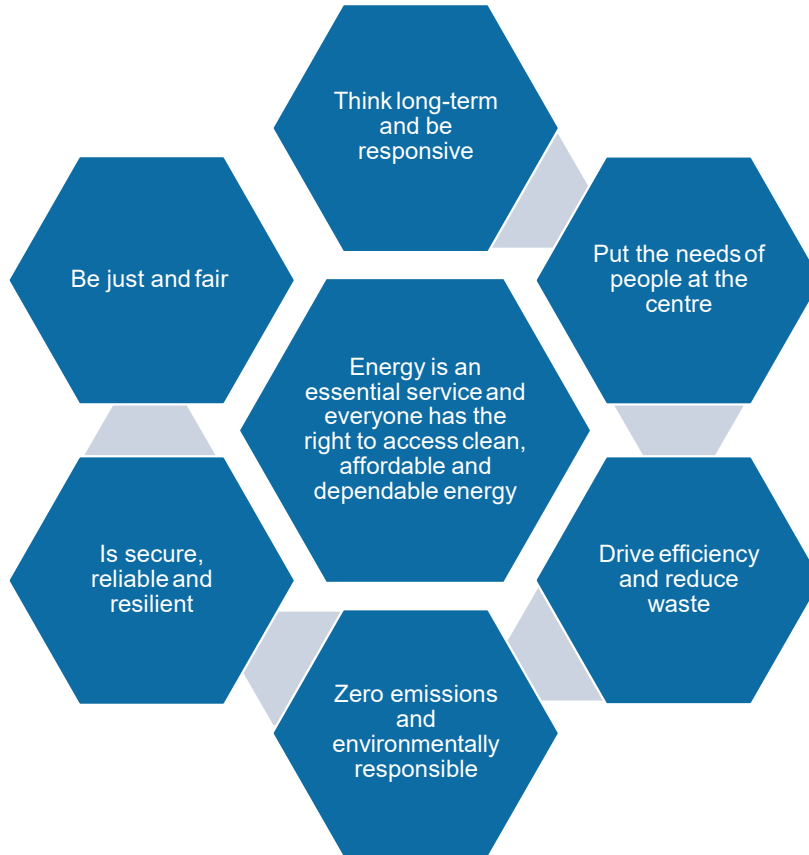 Think long-term
and be
responsive
Put the needs of
people at the
centre
Be just and fair
Energy is an
essential service and
everyone has the
right to access clean,
affordable and
dependable energy
Is secure,
reliable and
resilient
Drive efficiency
and reduce
waste
Zero emissions
and
environmentally
responsible